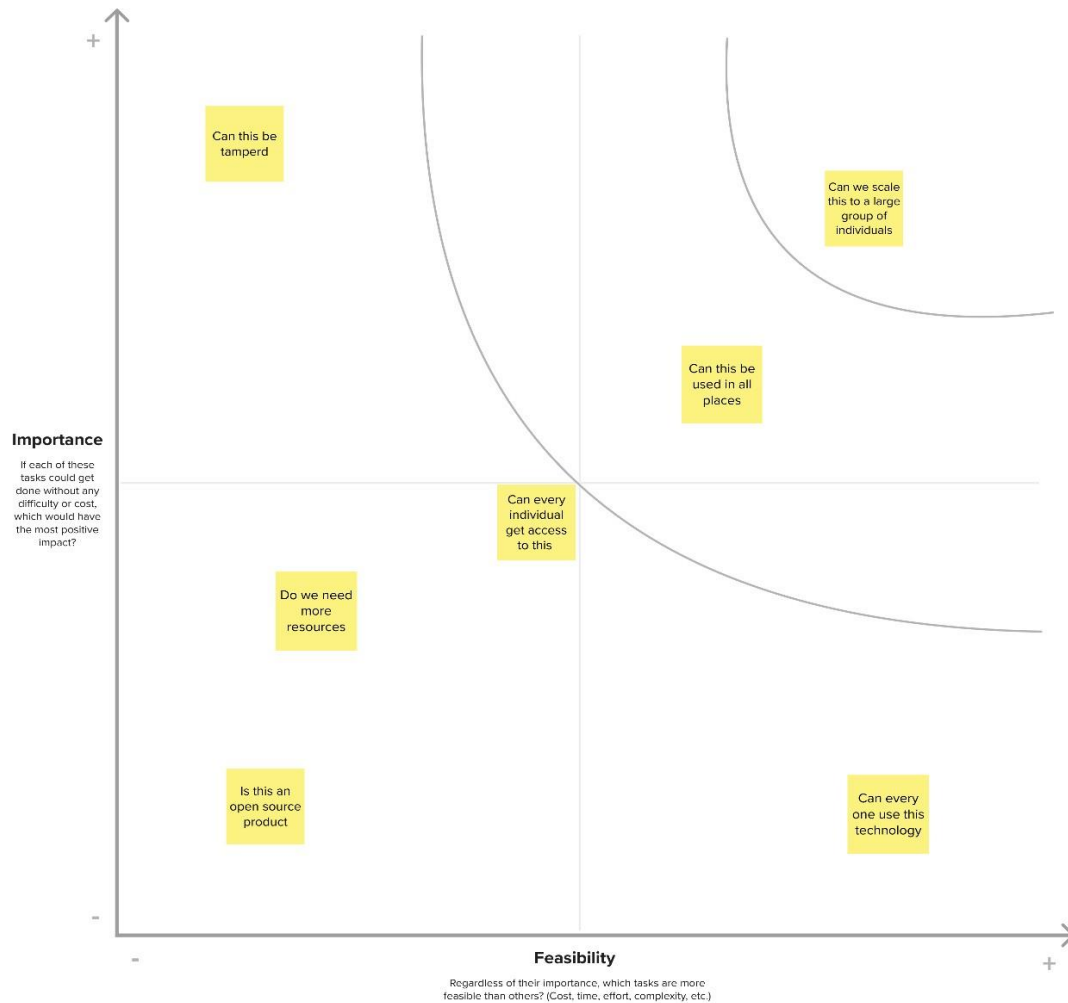 +
Can this be
tamperd
Can we scale
this to a large
group of
individuals
Can this be
used in all
places
Importance
If each of these
tasks could get
done without any
difficulty or cost,
which would have
the most positive
impact?
Can every
individual
get access
to this
Do we need
more
resources
Is this an
open source
product
Can every
one use this
technology
-
-
Feasibility
+
Regardless of their importance, which tasks are more
feasible than others? (Cost, time, effort, complexity, etc.)